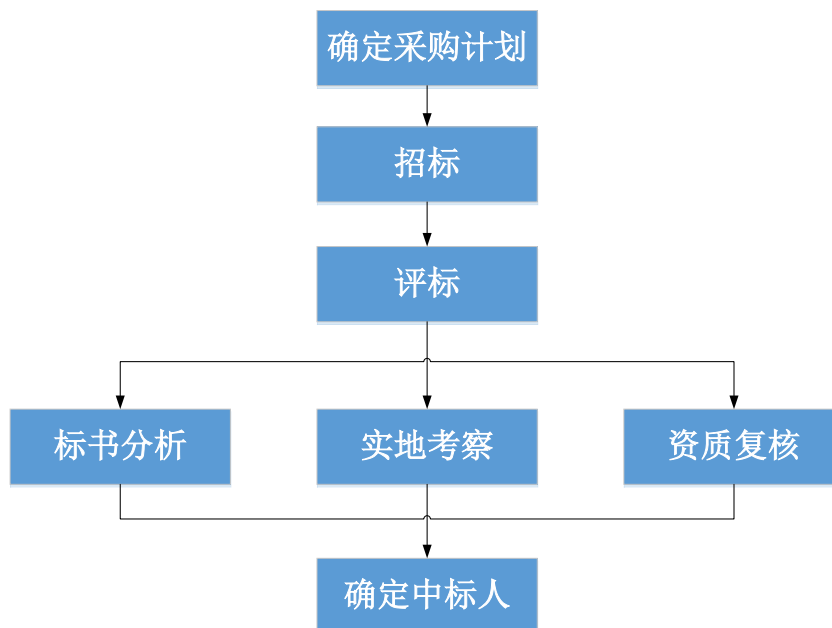 确定采购计划
招标
评标
标书分析
实地考察
资质复核
确定中标人